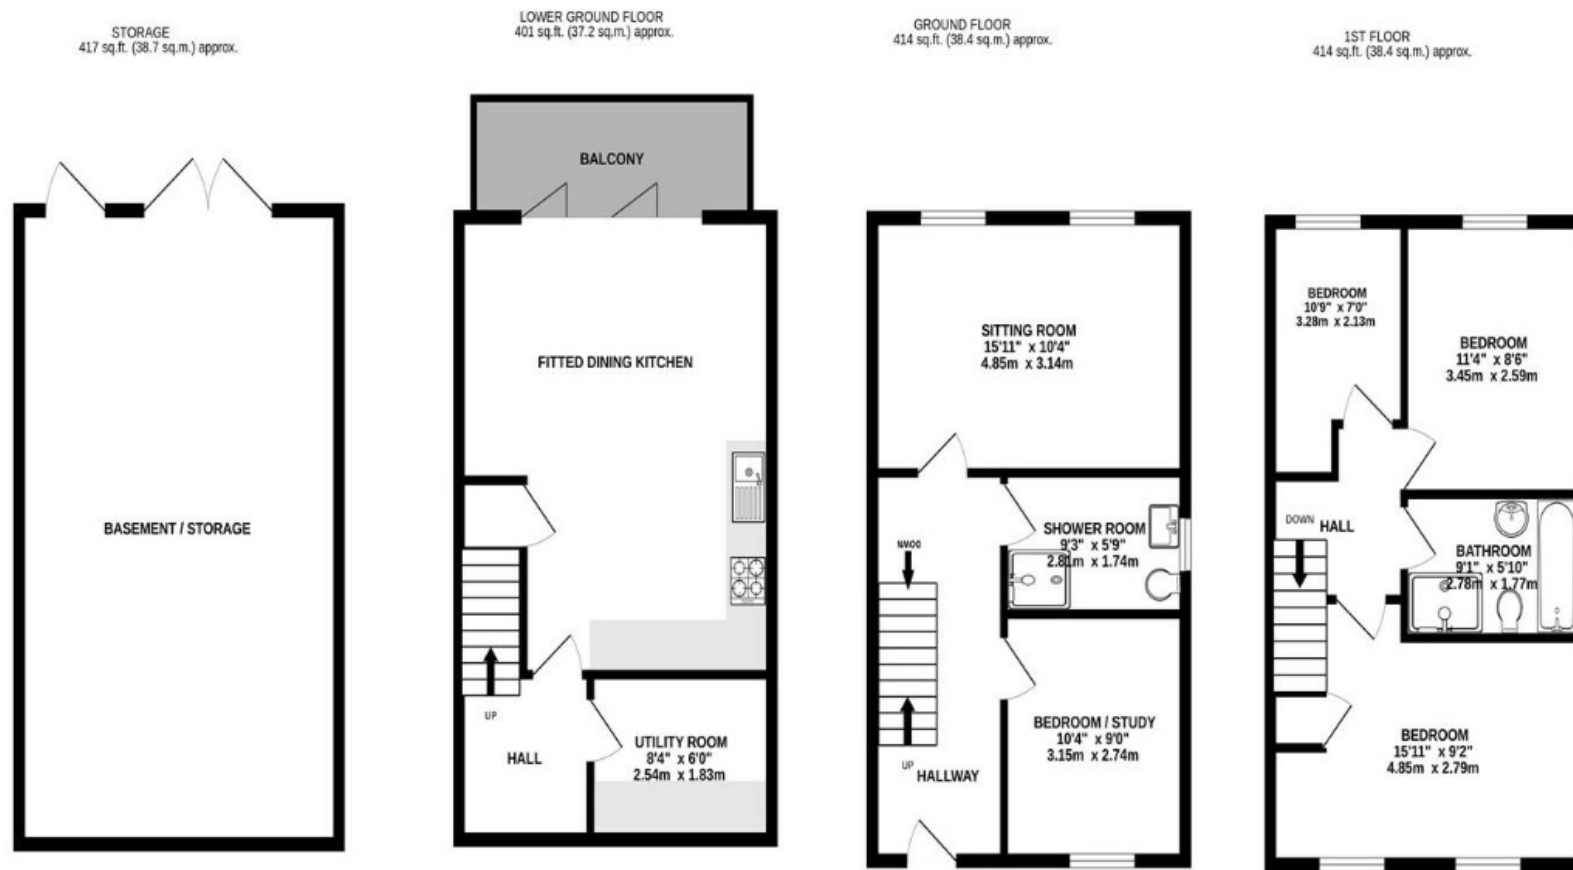 STORAGE
417 sq.ft. (38.7 sq.m.) approx.
BASEMENT / STORAGE
LOWER GROUND FLOOR
401 sq.ft. (37.2 sq.m.) approx.
BALCONY
FITTED DINING KITCHEN
UP
HALL
UTILITY ROOM
8'4" x 6'0"
2.54m x 1.83m
GROUND FLOOR
414 sq.ft. (38.4 sq.m.) approx.
SITTING ROOM
15'11" x 10'4"
4.85m x 3.14m
SHOWER ROOM
9'3" x 5'9"
2.81m x 1.74m
DOWN
BEDROOM / STUDY
10'4" x 9'0"
3.15m x 2.74m
UP
HALLWAY
1ST FLOOR
414 sq.ft. (38.4 sq.m.) approx.
BEDROOM
10'9" x 7'0"
3.28m x 2.13m
BEDROOM
11'4" x 8'6"
3.45m x 2.59m
DOWN
HALL
BATHROOM
9'1" x 5'10"
2.78m x 1.77m
BEDROOM
15'11" x 9'2"
4.85m x 2.79m